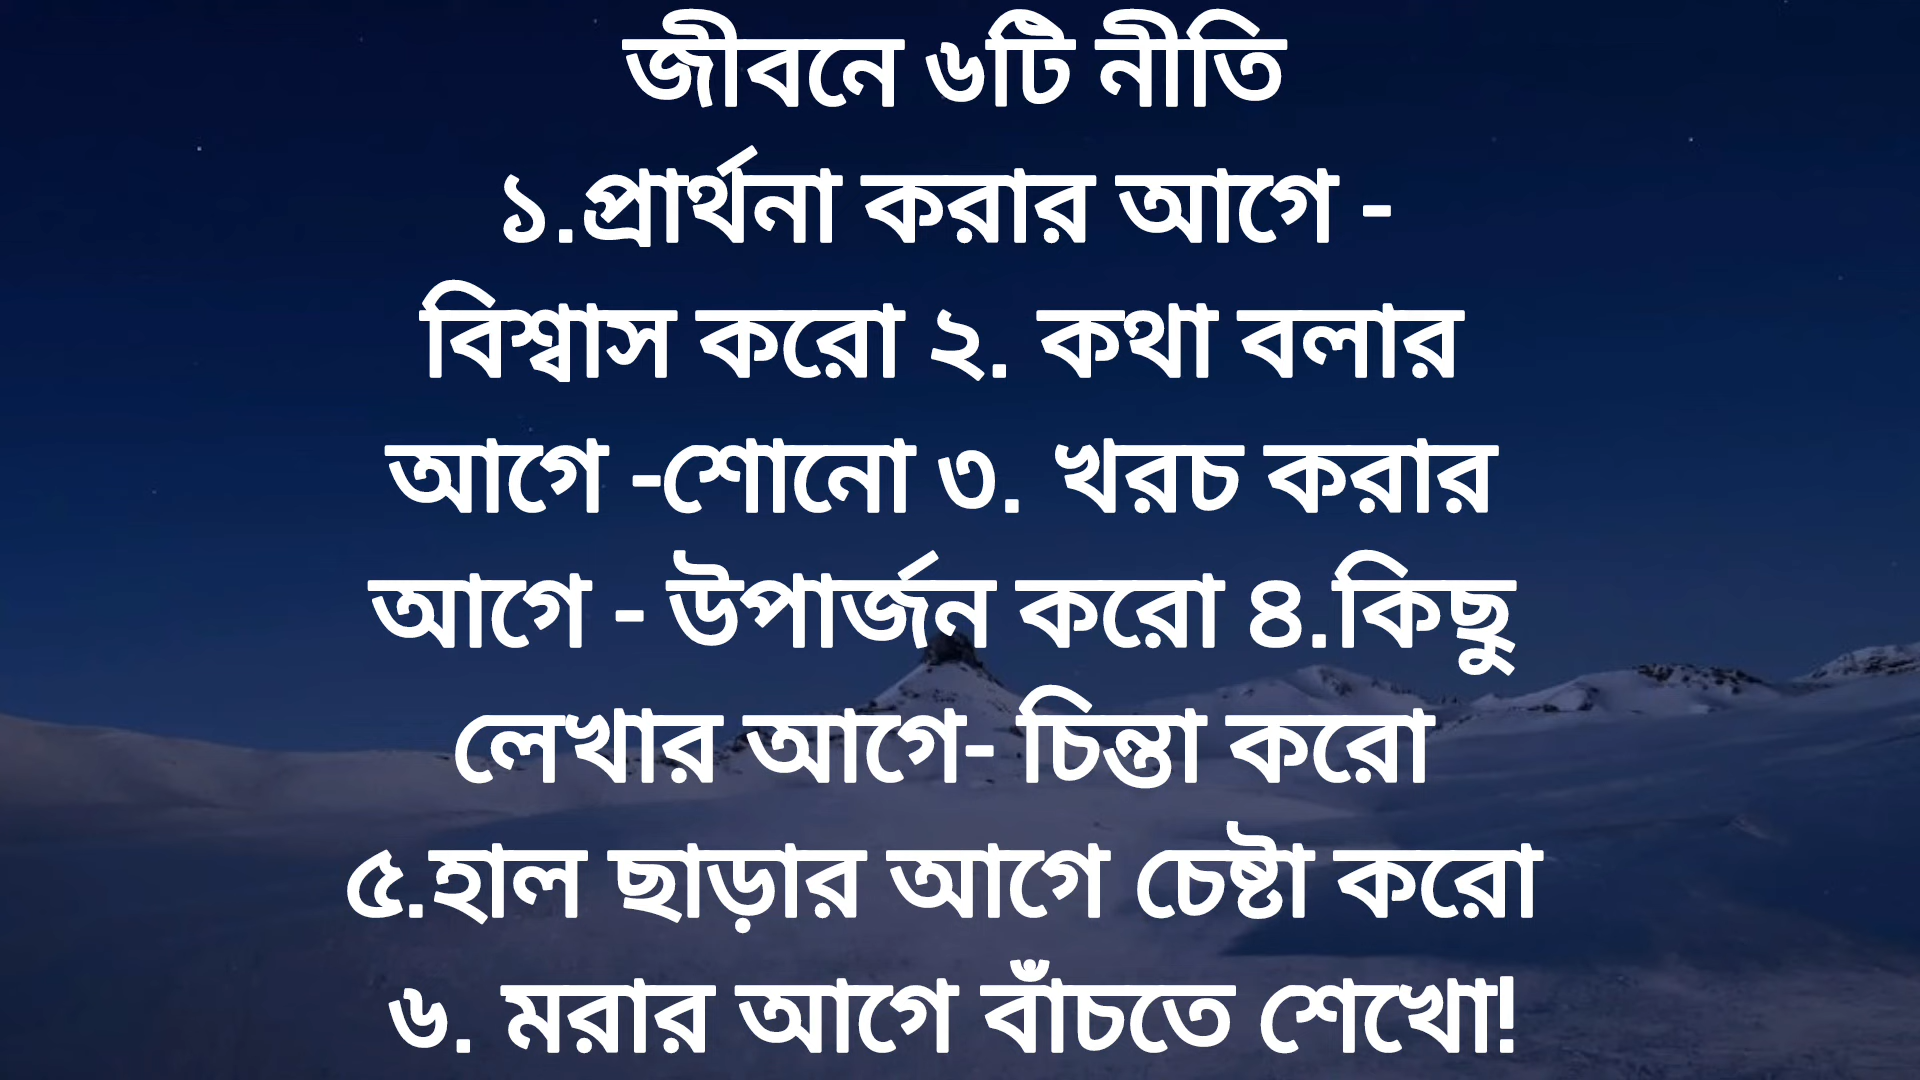 জীবনে ৬টি নীতি
১.প্রার্থনা করার আগে -
বিশ্বাস করো ২. কথা বলার
আগে -শোনো ৩. খরচ করার
আগে - উপার্জন করো ৪.কিছু
লেখার আগে- চিন্তা করো
৫.হাল ছাড়ার আগে চেষ্টা করো
৬. মরার আগে বাঁচতে শেখো!